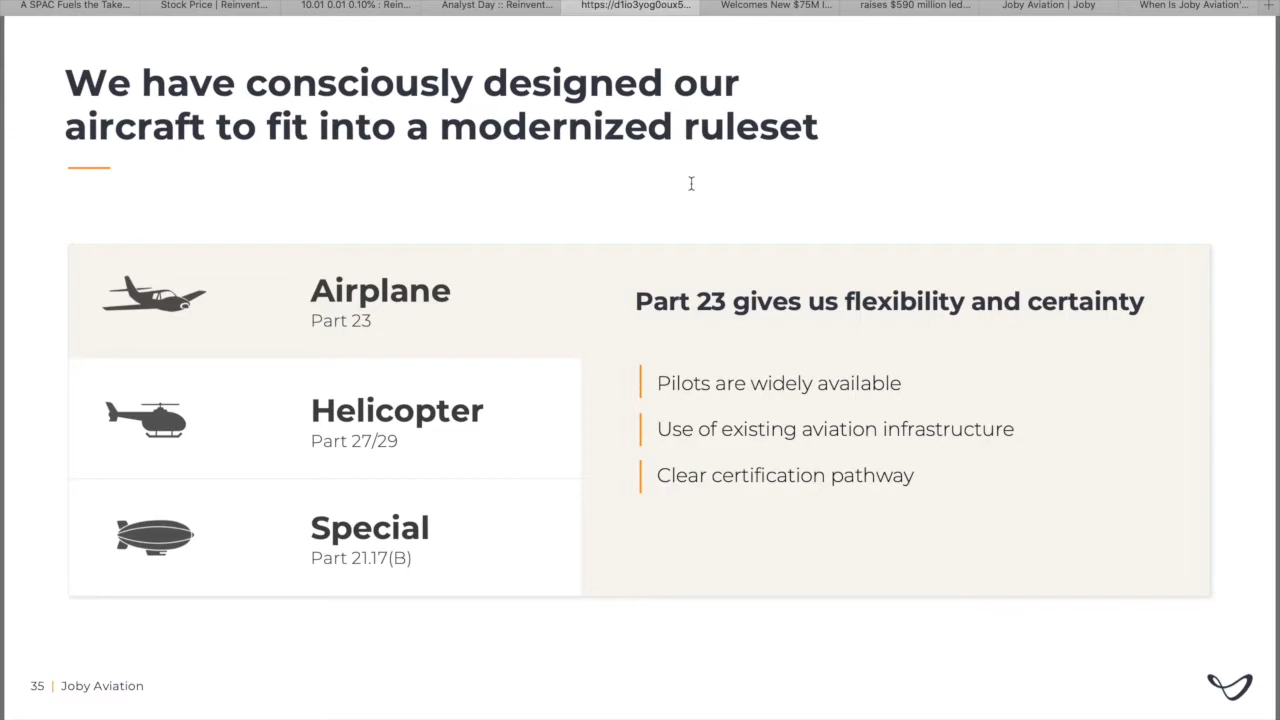 A SPAC Fuels the Take...
Stock Price | Reinvent...
10.01 0.01 0.10% : Rein...
Analyst Day :: Reinvent...
https://d1io3yog0oux5...
Welcomes New $75M I...
raises $590 million led...
Joby Aviation | Joby
When Is Joby Aviation'...
We have consciously designed our
aircraft to fit into a modernized ruleset
Airplane
Part 23
Helicopter
Part 27/29
Special
Part 21.17(B)
Part 23 gives us flexibility and certainty
Pilots are widely available
Use of existing aviation infrastructure
Clear certification pathway
35 | Joby Aviation